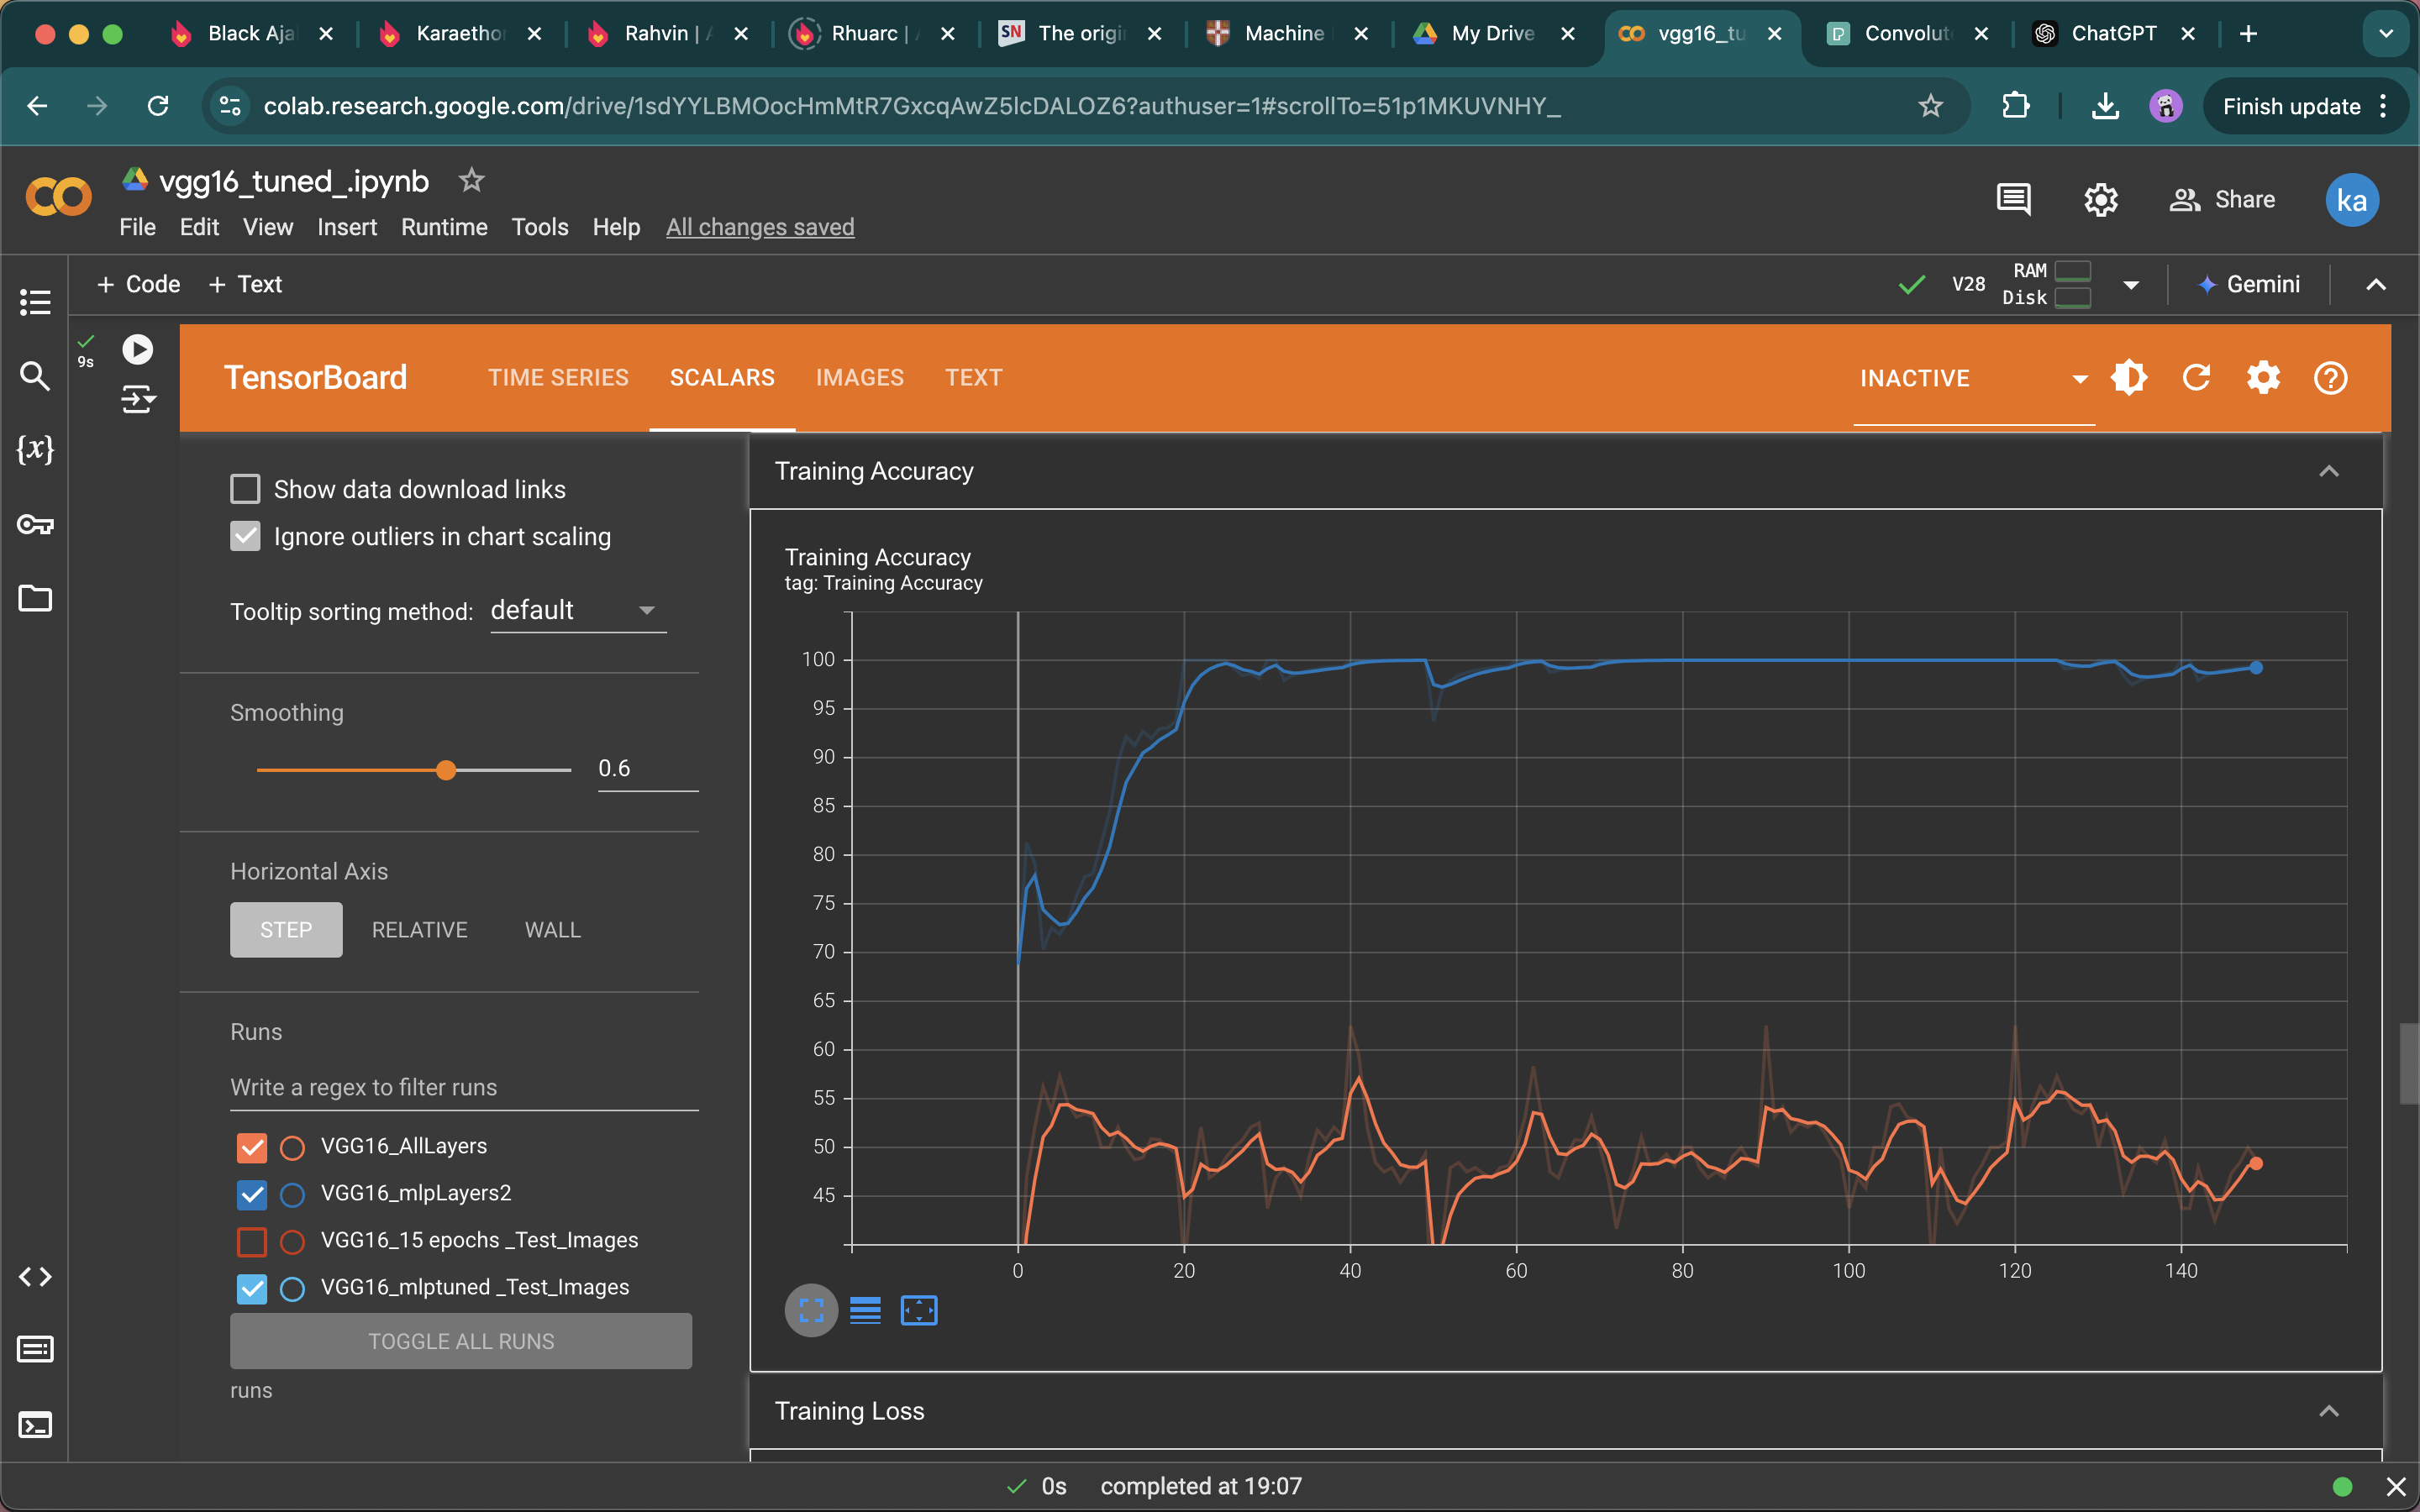 Black Aja
Karaethor
Rahvin |
Rhuarc |
SN The origi
Machine
My Drive
vgg16_tu
Convolut
ChatGPT
colab.research.google.com/drive/1sdYYLBMOocHmMtR7GxcqAwZ5lcDALOZ6?authuser=1#scrollTo=51p1MKUVNHY_
Finish update
vgg16_tuned_.ipynb
File Edit View Insert Runtime Tools Help All changes saved
Share
ka
+ Code + Text
V28
RAM
Disk
Gemini
9s
{x}
TensorBoard
TIME SERIES SCALARS IMAGES TEXT
INACTIVE
Show data download links
Ignore outliers in chart scaling
Tooltip sorting method: default
Smoothing
0.6
Horizontal Axis
STEP RELATIVE WALL
Runs
Write a regex to filter runs
VGG16_AllLayers
VGG16_mlpLayers2
VGG16_15 epochs _Test_Images
VGG16_mlptuned _Test_Images
TOGGLE ALL RUNS
runs
Training Accuracy
Training Accuracy
tag: Training Accuracy
100
95
90
85
80
75
70
65
60
55
50
45
0 20 40 60 80 100 120 140
Training Loss
0s completed at 19:07